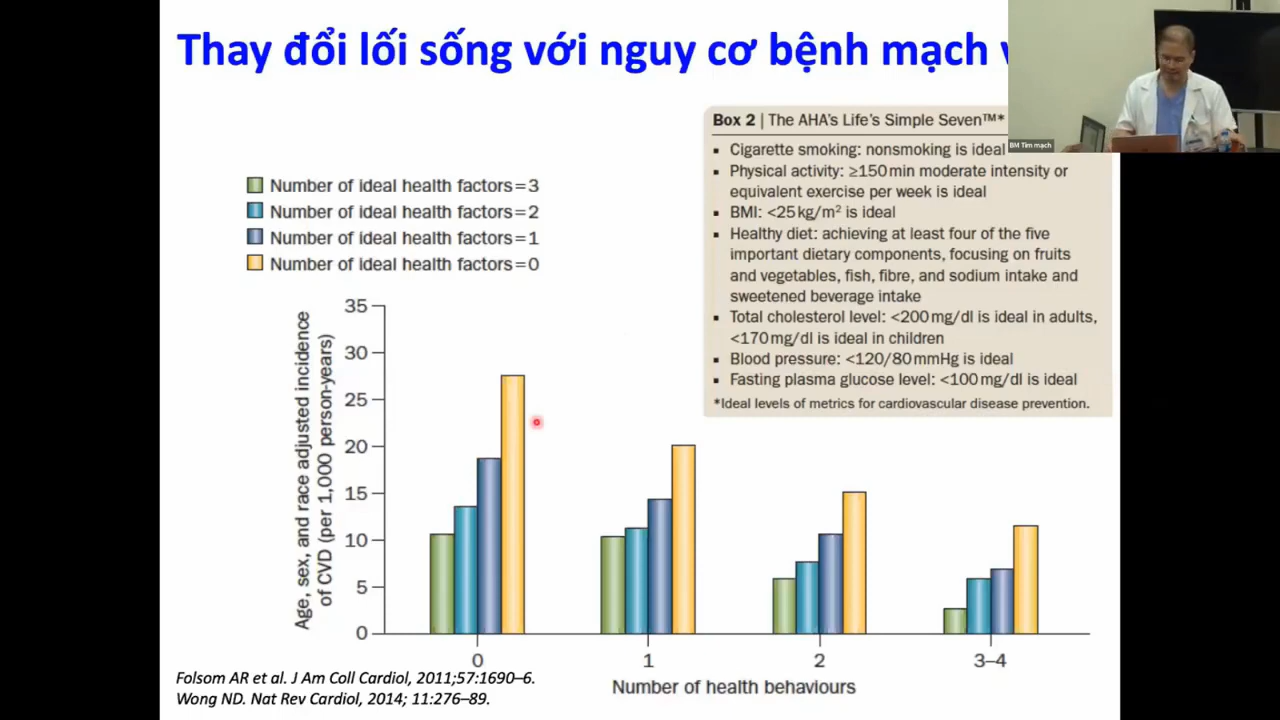 Thay đổi lối sống với nguy cơ bệnh mạch
BM Tim mạch
Box 2 | The AHA's Life's Simple Seven™*
▪ Cigarette smoking: nonsmoking is ideal
▪ Physical activity: ≥150 min moderate intensity or
equivalent exercise per week is ideal
▪ BMI: <25 kg/m² is ideal
▪ Healthy diet: achieving at least four of the five
important dietary components, focusing on fruits
and vegetables, fish, fibre, and sodium intake and
sweetened beverage intake
▪ Total cholesterol level: <200 mg/dl is ideal in adults,
<170 mg/dl is ideal in children
▪ Blood pressure: <120/80 mmHg is ideal
▪ Fasting plasma glucose level: <100 mg/dl is ideal
*Ideal levels of metrics for cardiovascular disease prevention.
Number of ideal health factors=3
Number of ideal health factors=2
Number of ideal health factors=1
Number of ideal health factors=0
Age, sex, and race adjusted incidence
of CVD (per 1,000 person-years)
35
30
25
20
15
10
5
0
0 1 2 3–4
Number of health behaviours
Folsom AR et al. J Am Coll Cardiol, 2011;57:1690–6.
Wong ND. Nat Rev Cardiol, 2014; 11:276–89.